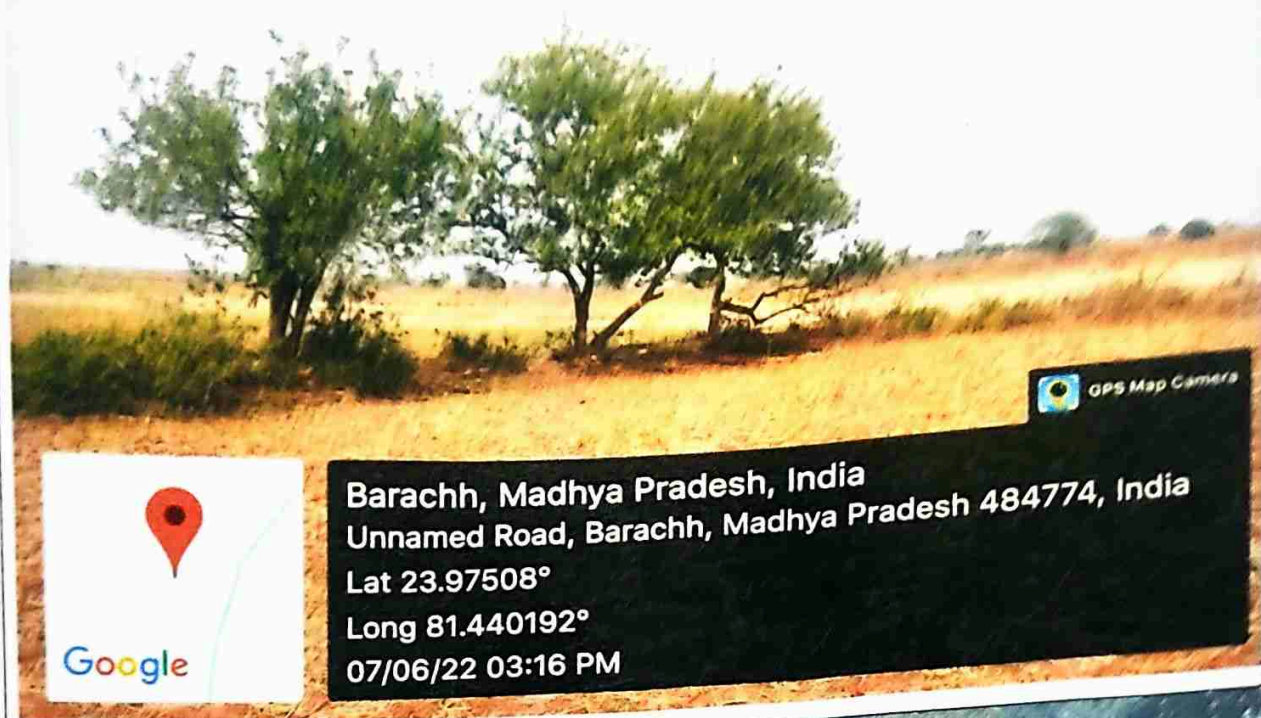 GPS Map Camera
Barachh, Madhya Pradesh, India
Unnamed Road, Barachh, Madhya Pradesh 484774, India
Lat 23.97508°
Long 81.440192°
07/06/22 03:16 PM
Google